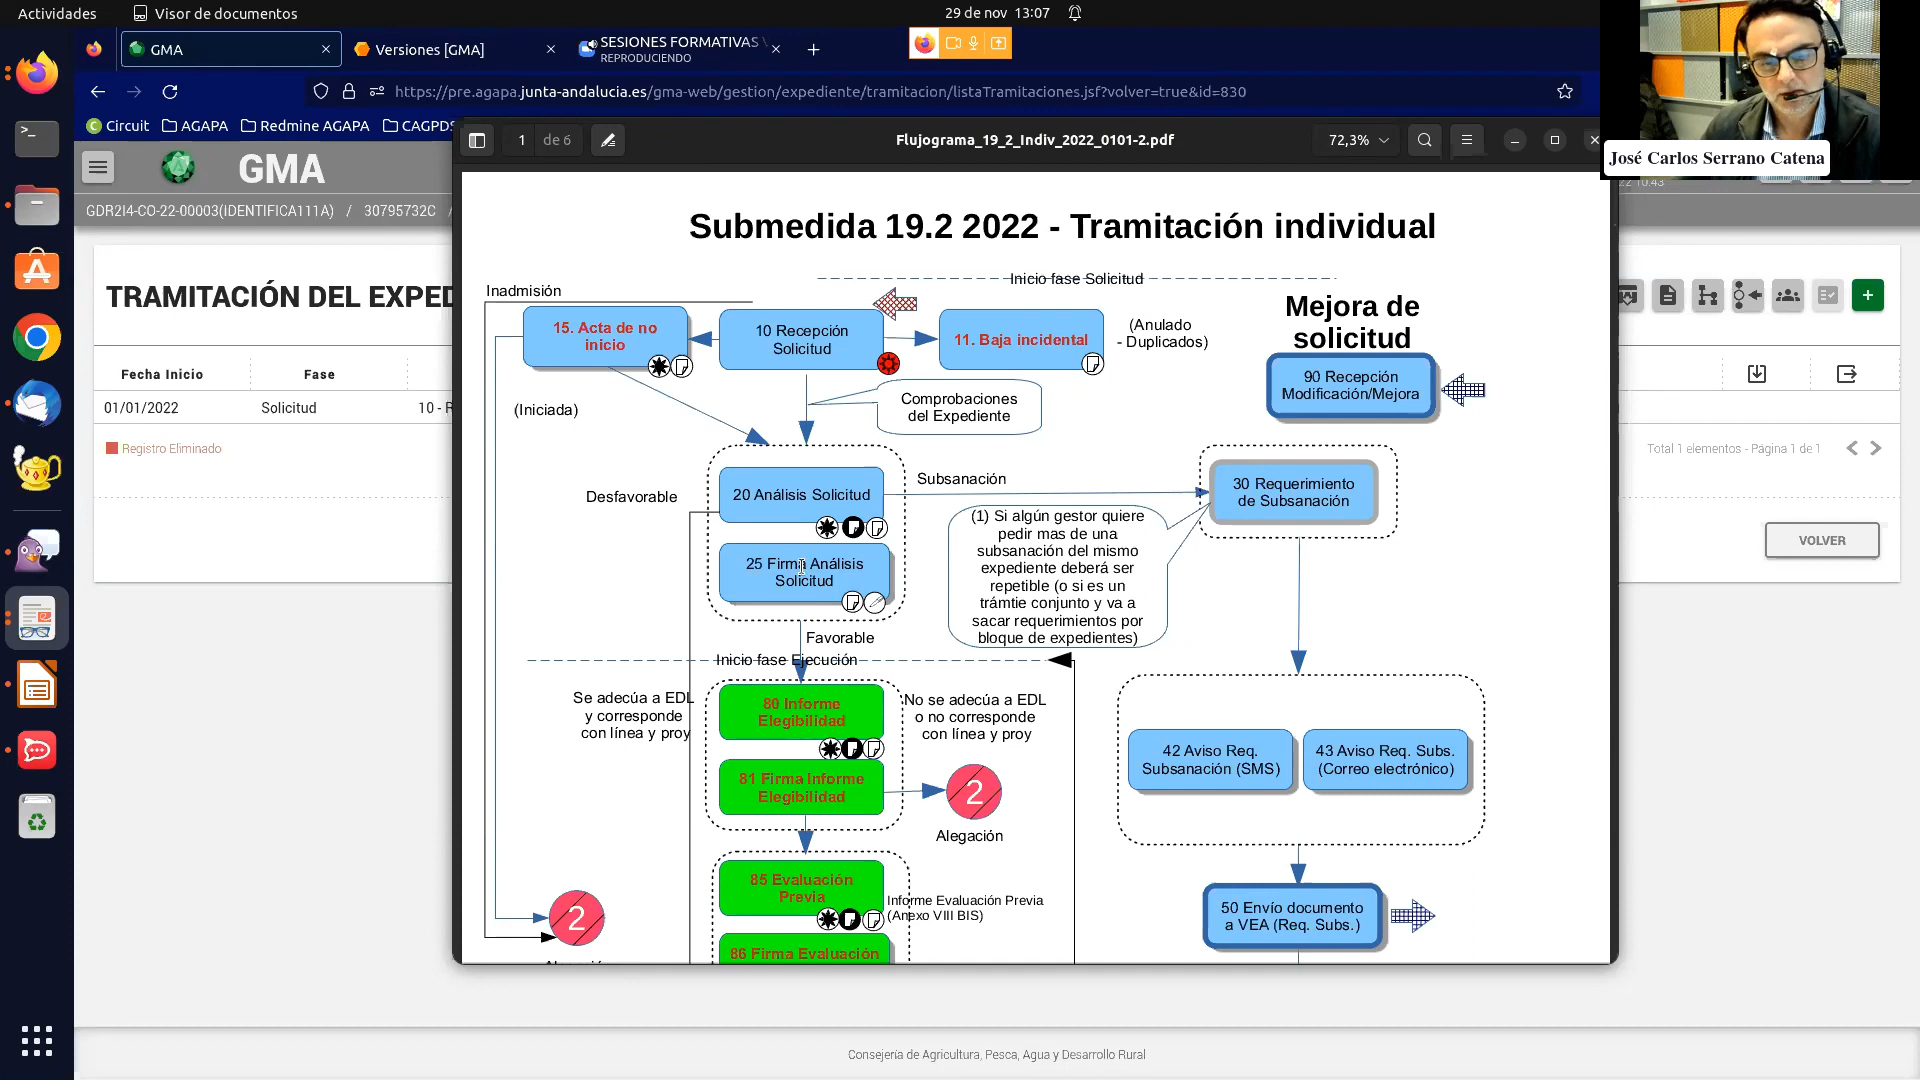 Actividades
Visor de documentos
29 de nov 13:07
GMA
Versiones [GMA]
SESIONES FORMATIVAS
REPRODUCIENDO
https://pre.agapa.junta-andalucia.es/gma-web/gestion/expediente/tramitacion/listaTramitaciones.jsf?volver=true&id=830
Circuit
AGAPA
Redmine AGAPA
CAGPDS
1 de 6
Flujograma_19_2_Indiv_2022_0101-2.pdf
72,3%
José Carlos Serrano Catena
GMA
GDR2I4-CO-22-00003(IDENTIFICA111A) / 30795732C /
22 10:43
TRAMITACIÓN DEL EXPED
Fecha Inicio
Fase
01/01/2022
Solicitud
10 - R
Registro Eliminado
Total 1 elementos - Página 1 de 1
VOLVER
Submedida 19.2 2022 - Tramitación individual
Inicio fase Solicitud
Inadmisión
15. Acta de no
inicio
10 Recepción
Solicitud
11. Baja incidental
(Anulado
- Duplicados)
Mejora de
solicitud
90 Recepción
Modificación/Mejora
(Iniciada)
Comprobaciones
del Expediente
Desfavorable
20 Análisis Solicitud
Subsanación
30 Requerimiento
de Subsanación
25 Firma Análisis
Solicitud
(1) Si algún gestor quiere
pedir mas de una
subsanación del mismo
expediente deberá ser
repetible (o si es un
trámtie conjunto y va a
sacar requerimientos por
bloque de expedientes)
Favorable
Inicio fase Ejecución
Se adecúa a EDL
y corresponde
con línea y proy
80 Informe
Elegibilidad
No se adecúa a EDL
o no corresponde
con línea y proy
81 Firma Informe
Elegibilidad
2
Alegación
42 Aviso Req.
Subsanación (SMS)
43 Aviso Req. Subs.
(Correo electrónico)
85 Evaluación
Previa
Informe Evaluación Previa
(Anexo VIII BIS)
2
50 Envío documento
a VEA (Req. Subs.)
86 Firma Evaluación
Consejería de Agricultura, Pesca, Agua y Desarrollo Rural